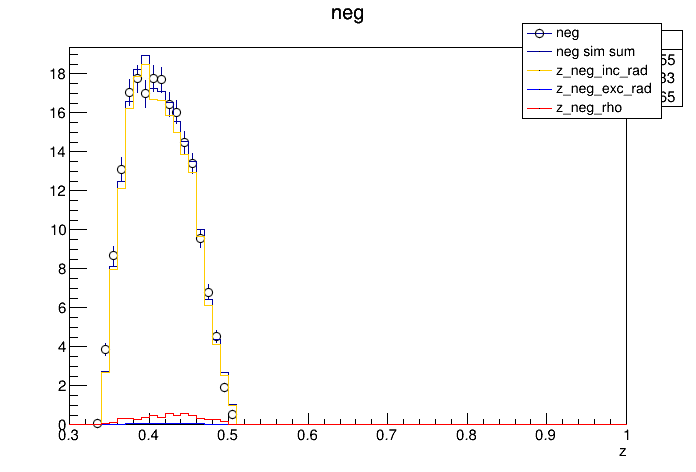 neg
neg
neg sim sum
z_neg_inc_rad
z_neg_exc_rad
z_neg_rho
55
33
65
18
16
14
12
10
8
6
4
2
0
0.3 0.4 0.5 0.6 0.7 0.8 0.9 1
z